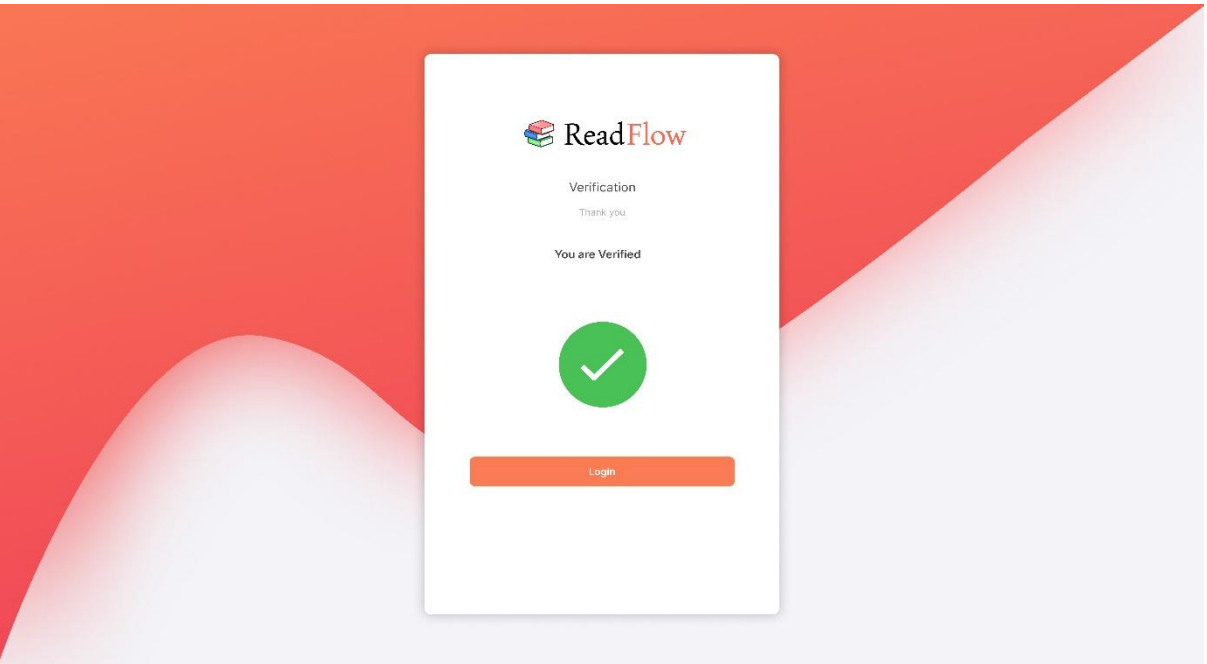 ReadFlow
Verification
Thank you
You are Verified
Login